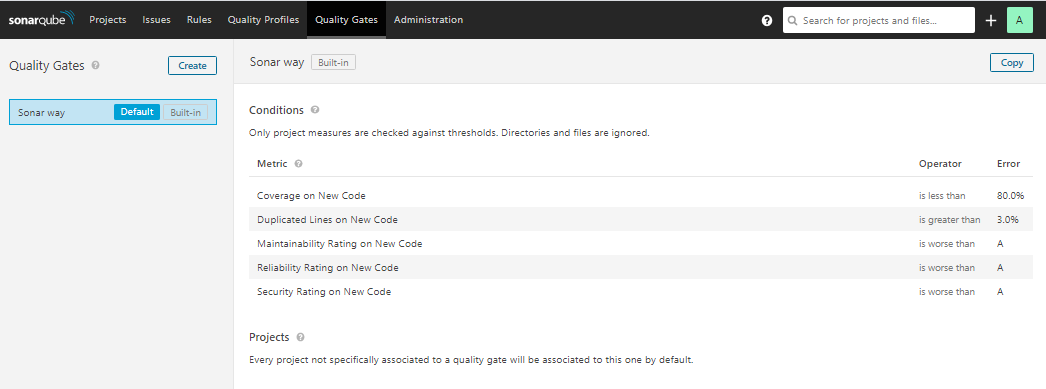 sonarqube Projects Issues Rules Quality Profiles Quality Gates Administration ? Search for projects and files... + A
Quality Gates ? Create
Sonar way Default Built-in
Sonar way Built-in Copy
Conditions ?
Only project measures are checked against thresholds. Directories and files are ignored.
Metric ? Operator Error
Coverage on New Code is less than 80.0%
Duplicated Lines on New Code is greater than 3.0%
Maintainability Rating on New Code is worse than A
Reliability Rating on New Code is worse than A
Security Rating on New Code is worse than A
Projects ?
Every project not specifically associated to a quality gate will be associated to this one by default.